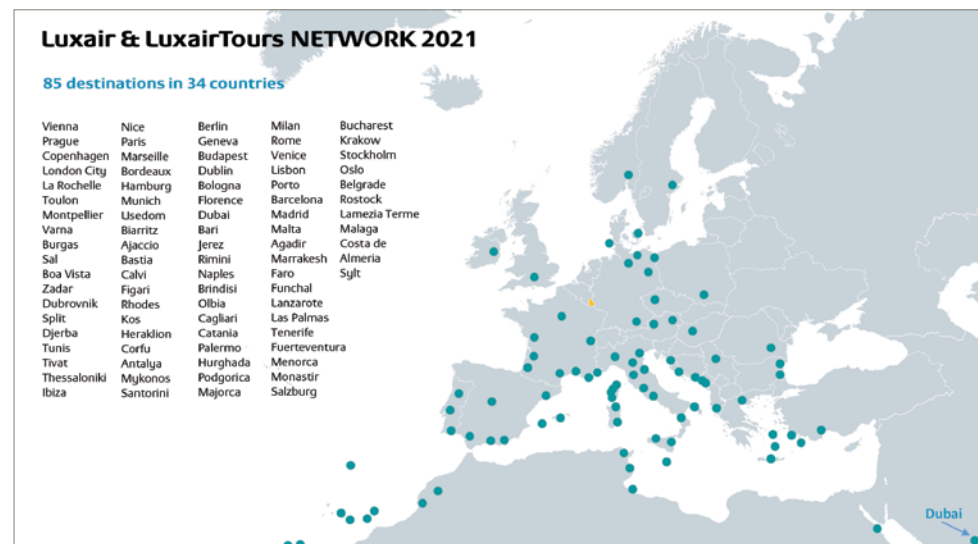 Luxair & LuxairTours NETWORK 2021
85 destinations in 34 countries
Vienna
Prague
Copenhagen
London City
La Rochelle
Toulon
Montpellier
Varna
Burgas
Sal
Boa Vista
Zadar
Dubrovnik
Split
Djerba
Tunis
Tivat
Thessaloniki
Ibiza
Nice
Paris
Marseille
Bordeaux
Hamburg
Munich
Usedom
Biarritz
Ajaccio
Bastia
Calvi
Figari
Rhodes
Kos
Heraklion
Corfu
Antalya
Mykonos
Santorini
Berlin
Geneva
Budapest
Dublin
Bologna
Florence
Dubai
Bari
Jerez
Rimini
Naples
Brindisi
Olbia
Cagliari
Catania
Palermo
Hurghada
Podgorica
Majorca
Milan
Rome
Venice
Lisbon
Porto
Barcelona
Madrid
Malta
Agadir
Marrakesh
Faro
Funchal
Lanzarote
Las Palmas
Tenerife
Fuerteventura
Menorca
Monastir
Salzburg
Bucharest
Krakow
Stockholm
Oslo
Belgrade
Rostock
Lamezia Terme
Malaga
Costa de
Almeria
Sylt
Dubai